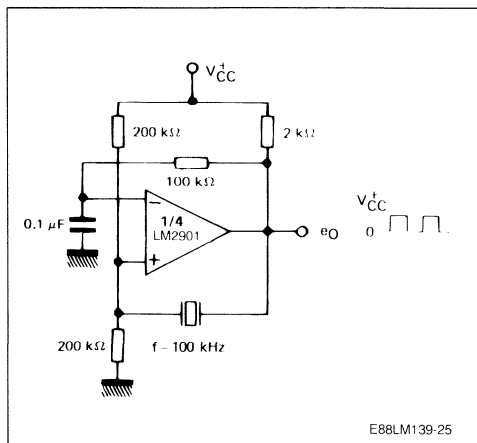 V⁺CC
200 kΩ
2 kΩ
100 kΩ
0.1 µF
−
1/4
LM2901
+
eO
V⁺CC
0
200 kΩ
f – 100 kHz
E88LM139-25